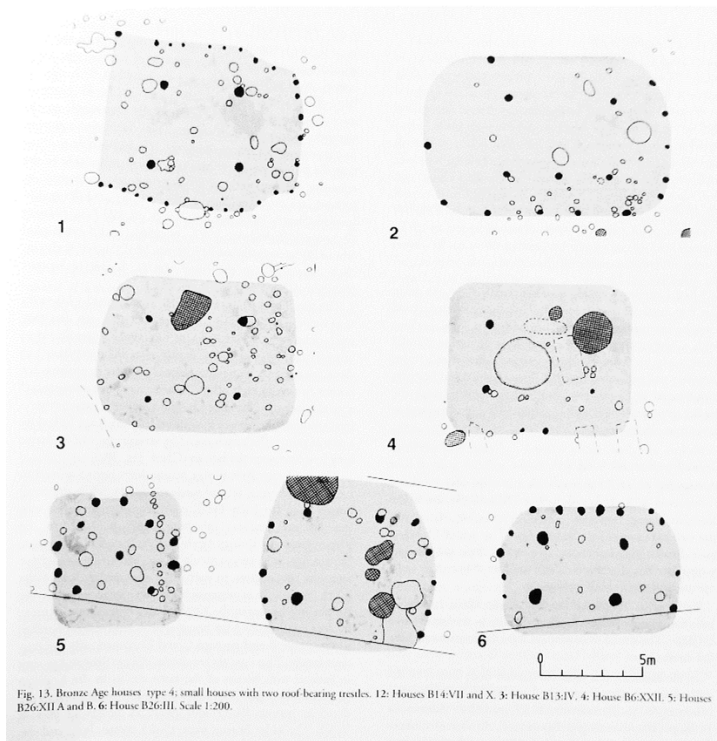 1
2
3
4
5
6
0 5m
Fig. 13. Bronze Age houses type 4: small houses with two roof-bearing trestles. 12: Houses B14:VII and X. 3: House B13:IV. 4: House B6:XXII. 5: Houses
B26:XII A and B. 6: House B26:III. Scale 1:200.